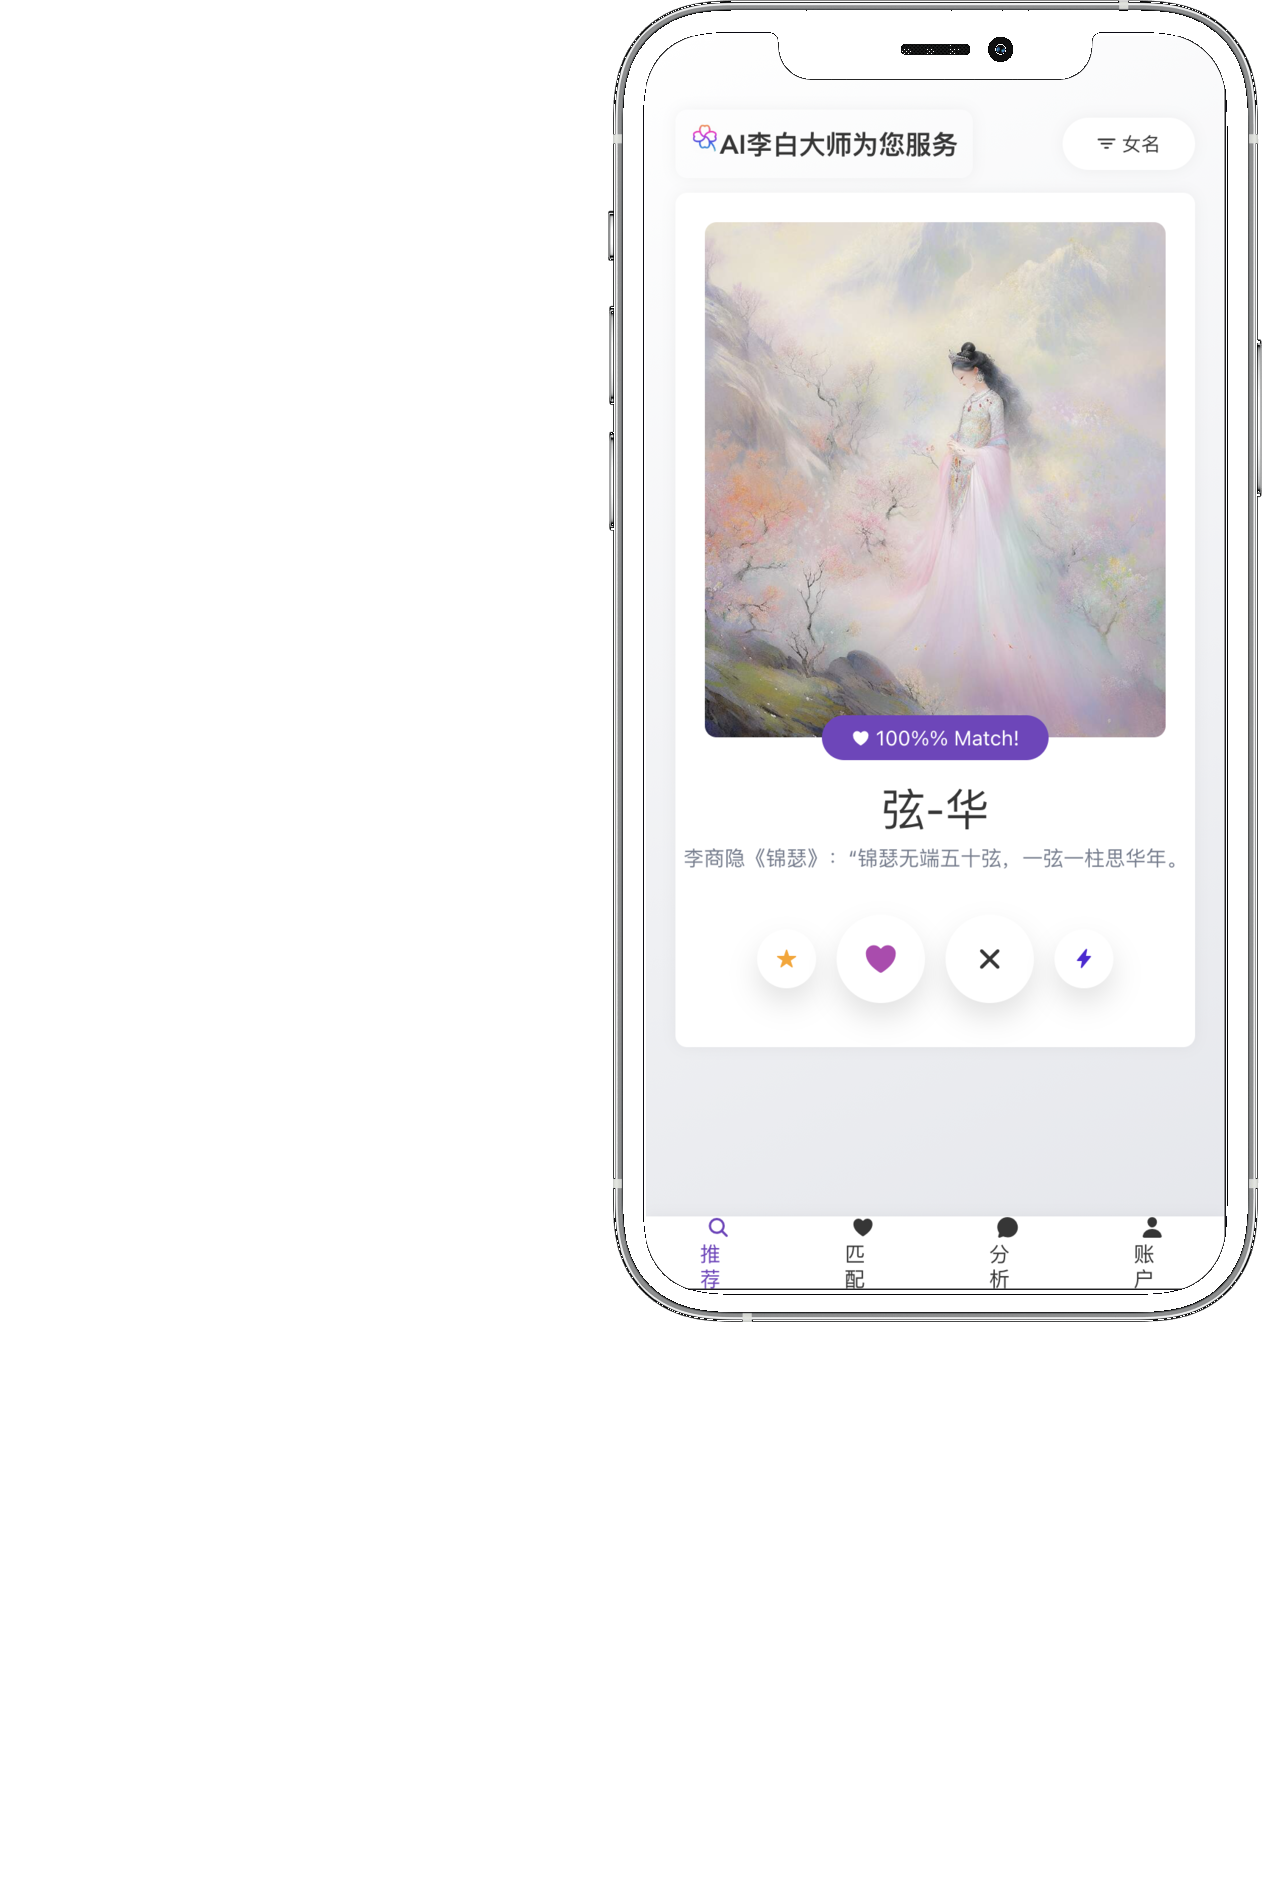 AI李白大师为您服务
女名
100%% Match!
弦-华
李商隐《锦瑟》：“锦瑟无端五十弦，一弦一柱思华年。
推荐
匹配
分析
账户